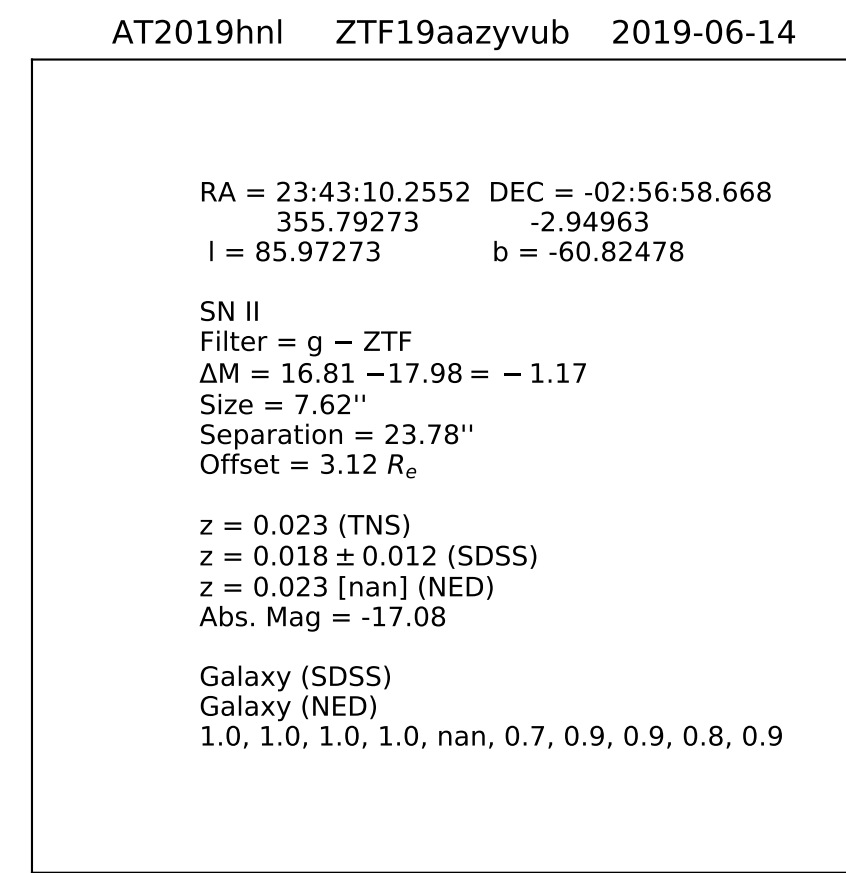 AT2019hnl ZTF19aazyvub 2019-06-14
RA = 23:43:10.2552 DEC = -02:56:58.668
355.79273 -2.94963
l = 85.97273 b = -60.82478
SN II
Filter = g − ZTF
ΔM = 16.81 −17.98 = − 1.17
Size = 7.62''
Separation = 23.78''
Offset = 3.12 Re
z = 0.023 (TNS)
z = 0.018 ± 0.012 (SDSS)
z = 0.023 [nan] (NED)
Abs. Mag = -17.08
Galaxy (SDSS)
Galaxy (NED)
1.0, 1.0, 1.0, 1.0, nan, 0.7, 0.9, 0.9, 0.8, 0.9